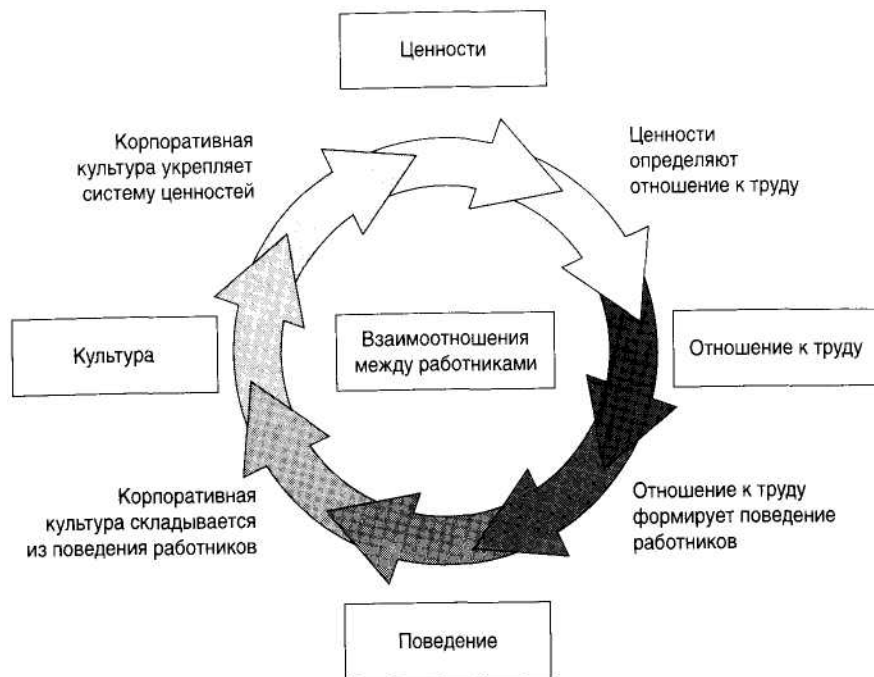 Ценности
Корпоративная
культура укрепляет
систему ценностей
Ценности
определяют
отношение к труду
Культура
Взаимоотношения
между работниками
Отношение к труду
Корпоративная
культура складывается
из поведения работников
Отношение к труду
формирует поведение
работников
Поведение